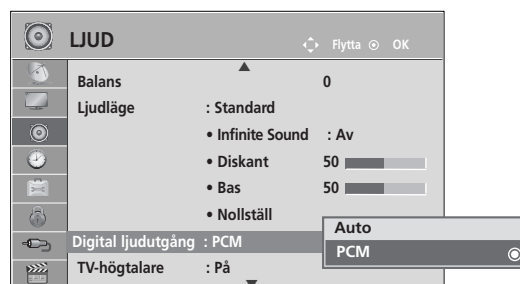 LJUD
Flytta OK
Balans 0
Ljudläge : Standard
• Infinite Sound : Av
• Diskant 50
• Bas 50
• Nollställ
Digital ljudutgång : PCM
Auto
PCM
TV-högtalare : På